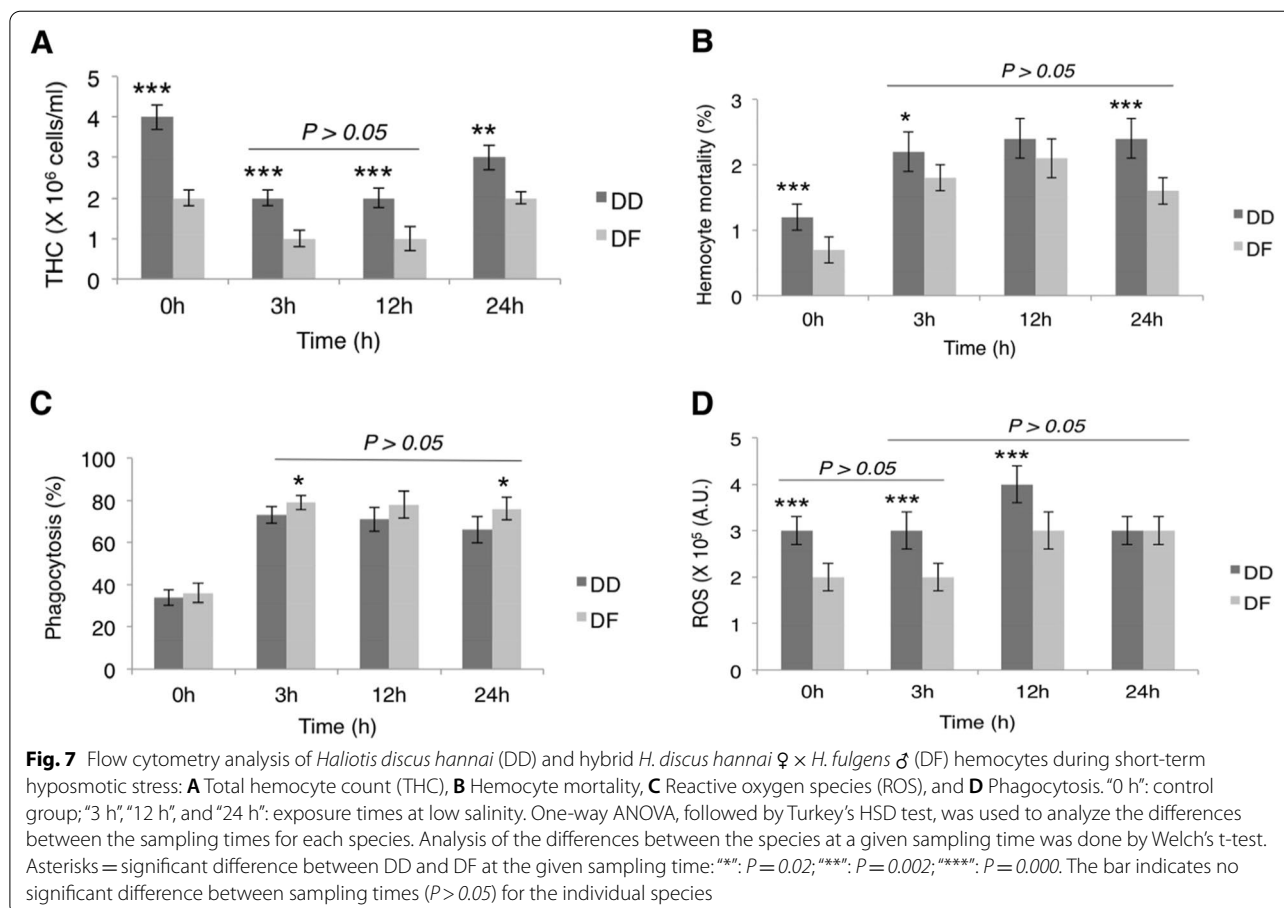 A
THC (X 10⁶ cells/ml)
5
4
3
2
1
0
***
***
***
**
P > 0.05
0h 3h 12h 24h
Time (h)
DD
DF
B
Hemocyte mortality (%)
3
2
1
0
P > 0.05
***
*
***
0h 3h 12h 24h
Time (h)
DD
DF
C
Phagocytosis (%)
100
80
60
40
20
0
P > 0.05
*
*
0h 3h 12h 24h
Time (h)
DD
DF
D
ROS (X 10⁵ (A.U.)
5
4
3
2
1
0
P > 0.05
P > 0.05
***
***
***
0h 3h 12h 24h
Time (h)
DD
DF
Fig. 7 Flow cytometry analysis of Haliotis discus hannai (DD) and hybrid H. discus hannai ♀ × H. fulgens ♂ (DF) hemocytes during short-term
hyposmotic stress: A Total hemocyte count (THC), B Hemocyte mortality, C Reactive oxygen species (ROS), and D Phagocytosis. “0 h”: control
group; “3 h”, “12 h”, and “24 h”: exposure times at low salinity. One-way ANOVA, followed by Turkey’s HSD test, was used to analyze the differences
between the sampling times for each species. Analysis of the differences between the species at a given sampling time was done by Welch’s t-test.
Asterisks = significant difference between DD and DF at the given sampling time: “*”: P = 0.02; “**”: P = 0.002; “***”: P = 0.000. The bar indicates no
significant difference between sampling times (P > 0.05) for the individual species